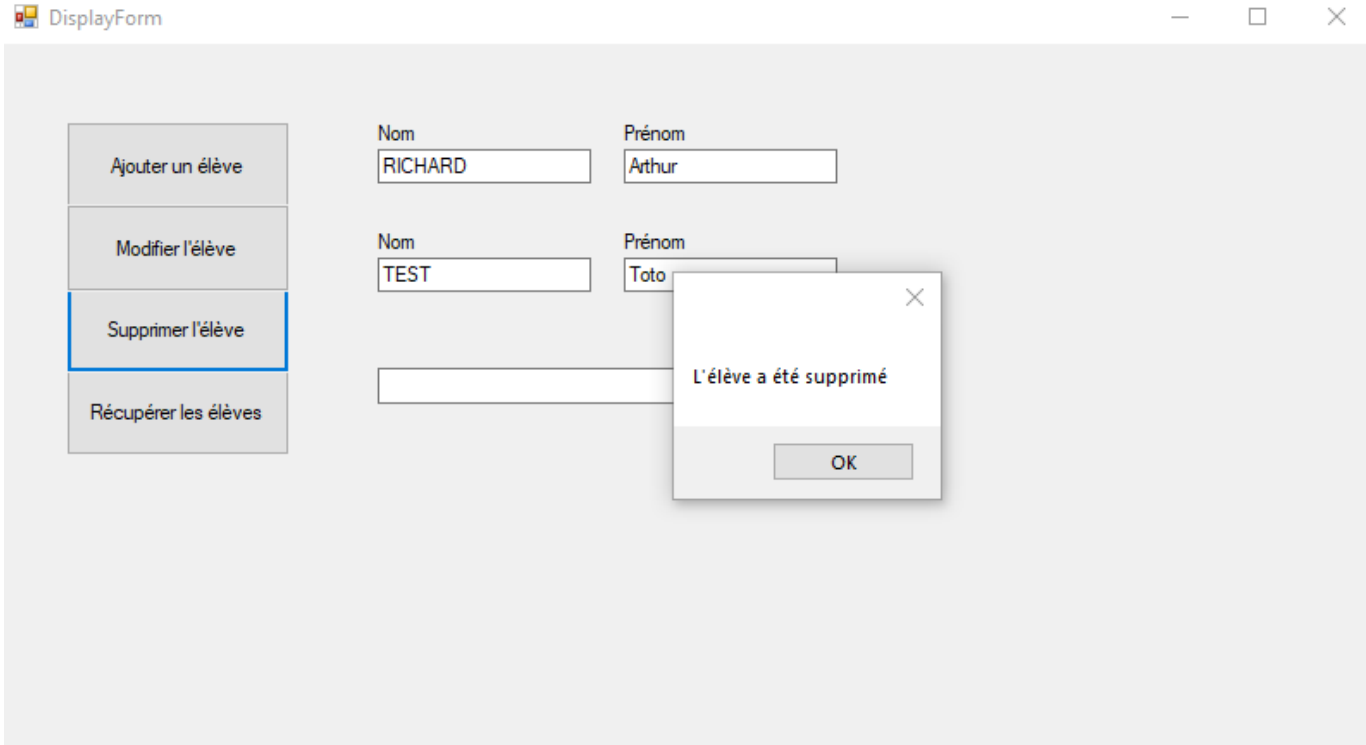 DisplayForm
Ajouter un élève
Modifier l'élève
Supprimer l'élève
Récupérer les élèves
Nom Prénom
RICHARD Arthur
Nom Prénom
TEST Toto
L'élève a été supprimé
OK